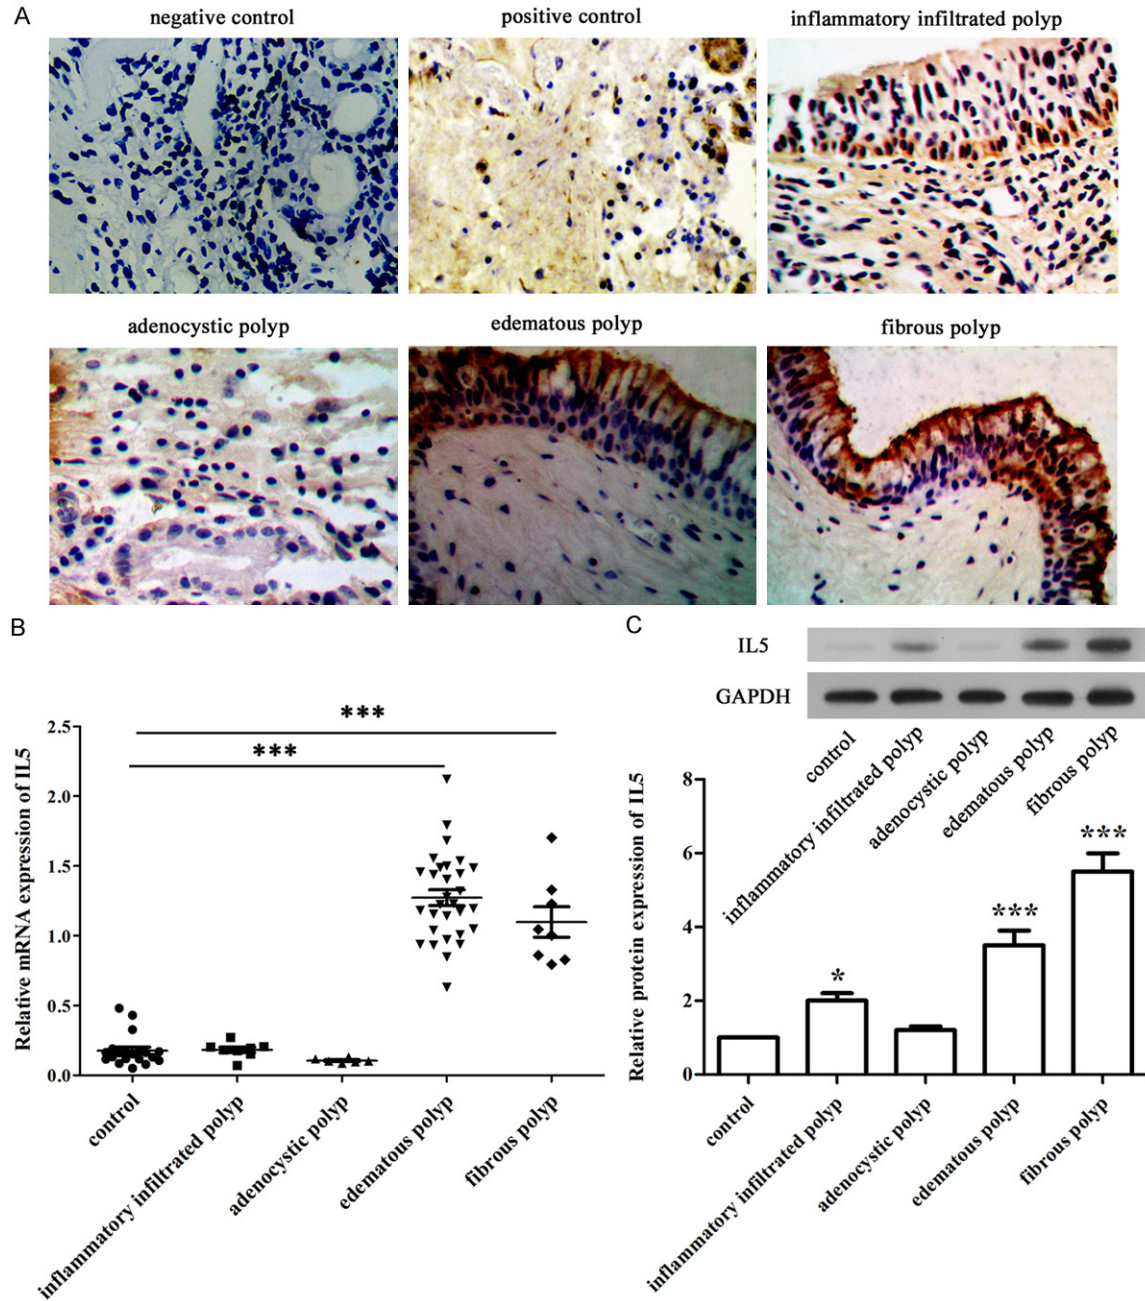 A
negative control
positive control
inflammatory infiltrated polyp
adenocystic polyp
edematous polyp
fibrous polyp
B
Relative mRNA expression of IL5
2.5
2.0
1.5
1.0
0.5
0.0
***
***
control
inflammatory infiltrated polyp
adenocystic polyp
edematous polyp
fibrous polyp
C
IL5
GAPDH
control
inflammatory infiltrated polyp
adenocystic polyp
edematous polyp
fibrous polyp
Relative protein expression of IL5
8
6
4
2
0
*
***
***
control
inflammatory infiltrated polyp
adenocystic polyp
edematous polyp
fibrous polyp